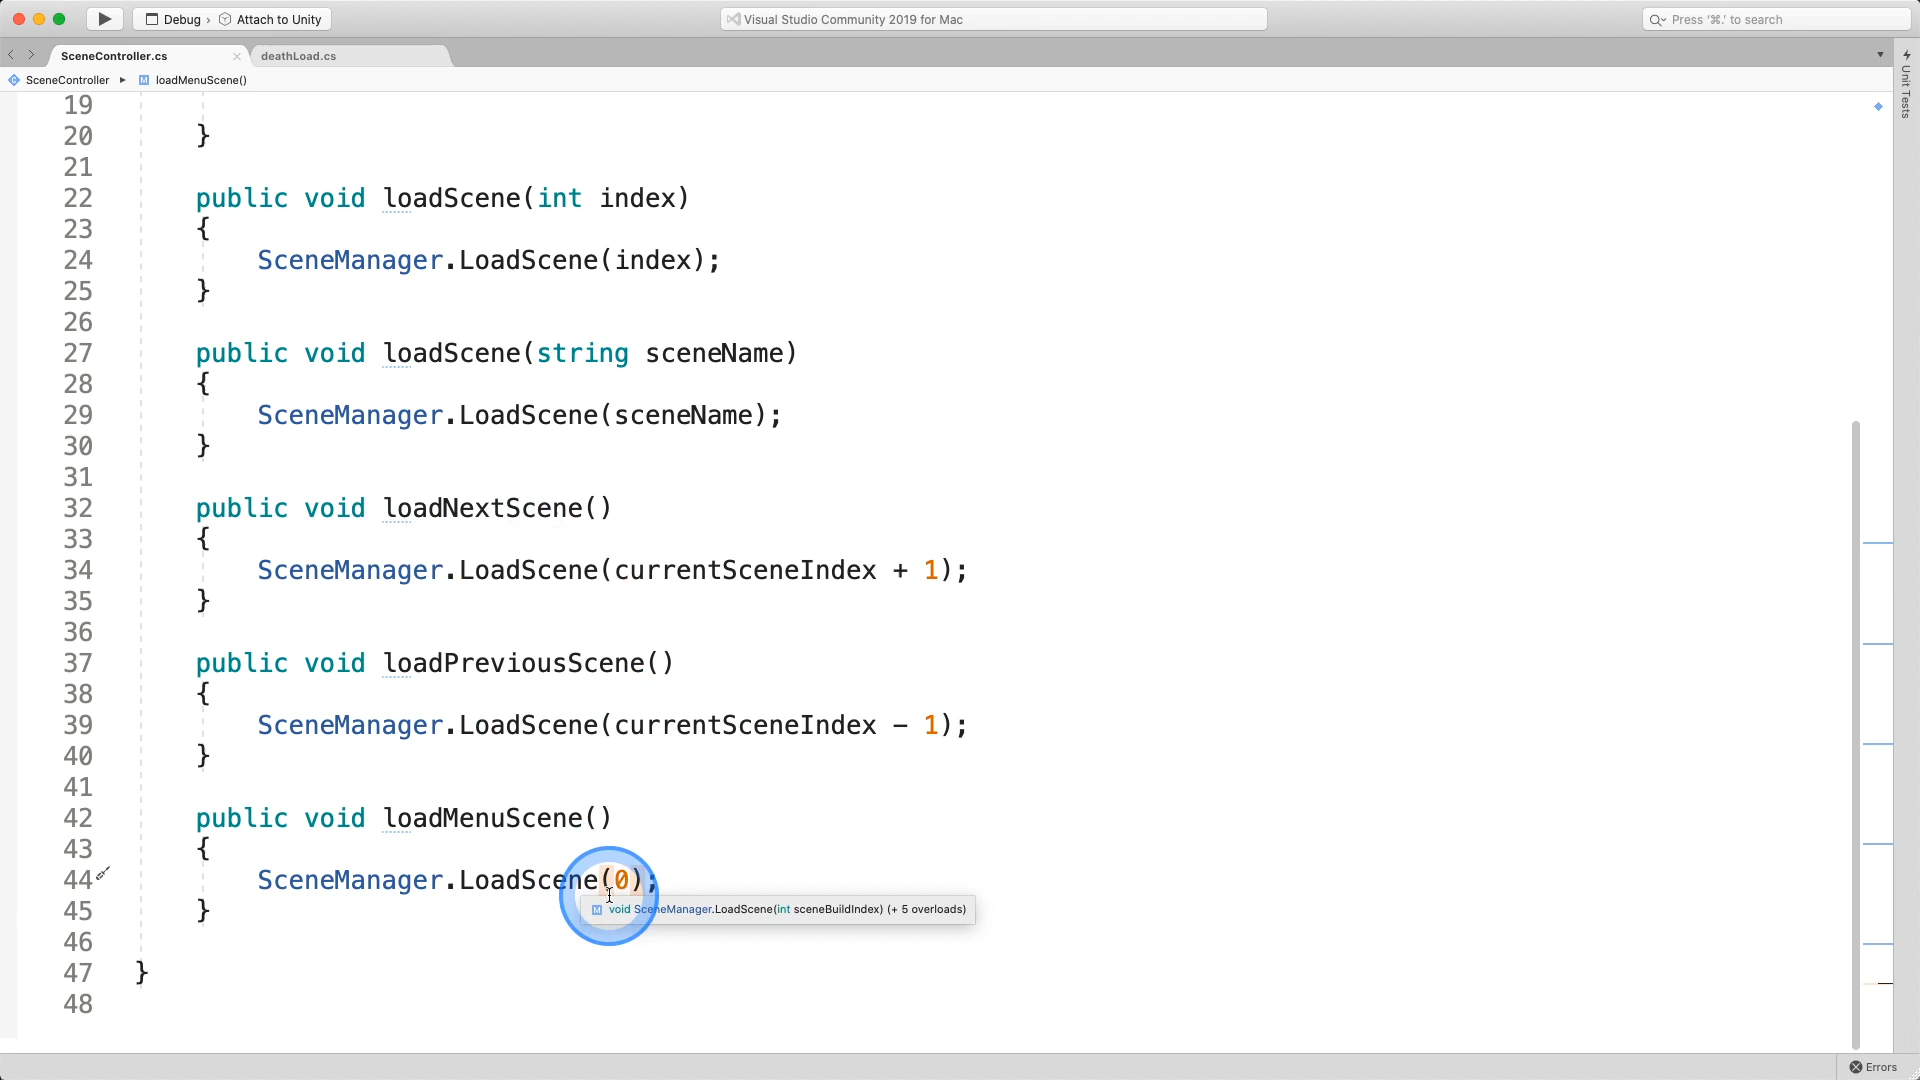 Debug › Attach to Unity
Visual Studio Community 2019 for Mac
Press '⌘.' to search
SceneController.cs
deathLoad.cs
SceneController ▸ M loadMenuScene()
Unit Tests
19
20 }
21
22 public void loadScene(int index)
23 {
24 SceneManager.LoadScene(index);
25 }
26
27 public void loadScene(string sceneName)
28 {
29 SceneManager.LoadScene(sceneName);
30 }
31
32 public void loadNextScene()
33 {
34 SceneManager.LoadScene(currentSceneIndex + 1);
35 }
36
37 public void loadPreviousScene()
38 {
39 SceneManager.LoadScene(currentSceneIndex - 1);
40 }
41
42 public void loadMenuScene()
43 {
44 SceneManager.LoadScene(0);
M void SceneManager.LoadScene(int sceneBuildIndex) (+ 5 overloads)
45 }
46
47 }
48
Errors